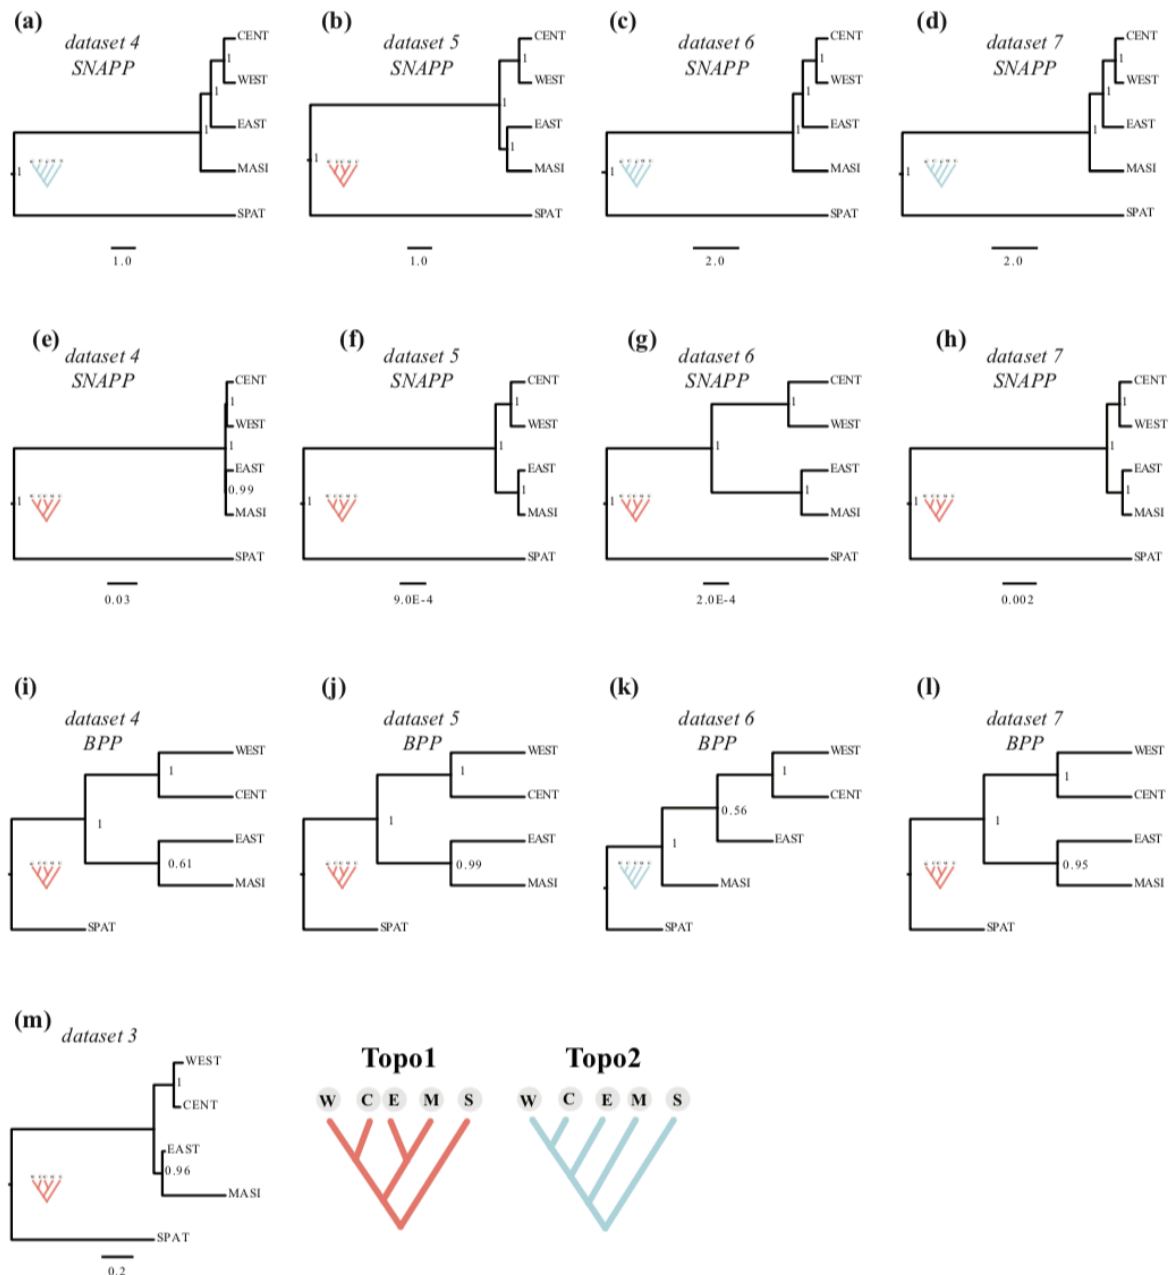 (a)
dataset 4
SNAPP
CENT
1
WEST
1
EAST
1
MASI
1
SPAT
1.0
(b)
dataset 5
SNAPP
CENT
1
WEST
1
EAST
1
MASI
1
SPAT
1.0
(c)
dataset 6
SNAPP
CENT
1
WEST
1
EAST
1
MASI
1
SPAT
2.0
(d)
dataset 7
SNAPP
CENT
1
WEST
1
EAST
1
MASI
1
SPAT
2.0
(e)
dataset 4
SNAPP
CENT
1
WEST
1
EAST
0.99
MASI
1
SPAT
0.03
(f)
dataset 5
SNAPP
CENT
1
WEST
1
EAST
1
MASI
1
SPAT
9.0E-4
(g)
dataset 6
SNAPP
CENT
1
WEST
1
EAST
1
MASI
1
SPAT
2.0E-4
(h)
dataset 7
SNAPP
CENT
1
WEST
1
EAST
1
MASI
1
SPAT
0.002
(i)
dataset 4
BPP
WEST
1
CENT
1
EAST
0.61
MASI
SPAT
(j)
dataset 5
BPP
WEST
1
CENT
1
EAST
0.99
MASI
SPAT
(k)
dataset 6
BPP
WEST
1
CENT
0.56
EAST
1
MASI
SPAT
(l)
dataset 7
BPP
WEST
1
CENT
1
EAST
0.95
MASI
SPAT
(m)
dataset 3
WEST
1
CENT
EAST
0.96
MASI
SPAT
0.2
Topo1
W C E M S
Topo2
W C E M S